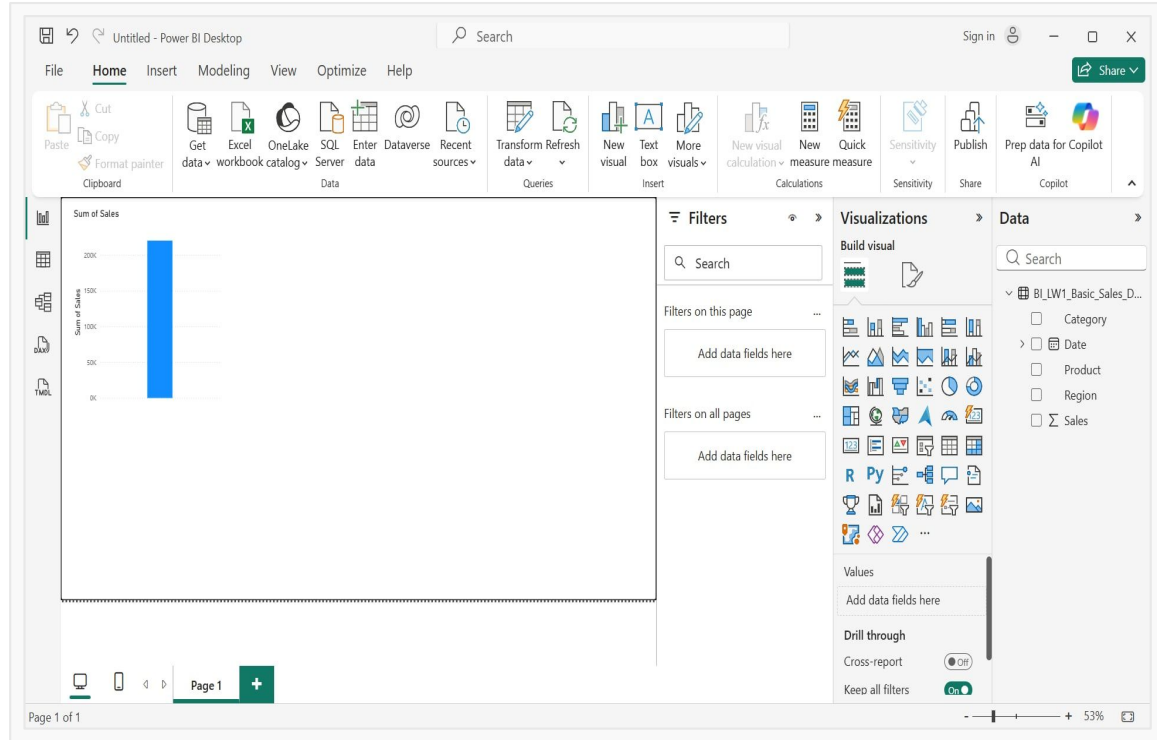 Untitled - Power BI Desktop
Search
Sign in
File Home Insert Modeling View Optimize Help
Share
Paste
Cut
Copy
Format painter
Clipboard
Get data
Excel workbook
OneLake catalog
SQL Server
Enter data
Dataverse
Recent sources
Data
Transform data
Refresh
Queries
New visual
Text box
More visuals
Insert
New visual calculation
New measure
Quick measure
Calculations
Sensitivity
Sensitivity
Publish
Share
Prep data for AI
Copilot
Copilot
DAX
TMDL
Sum of Sales
Sum of Sales
200K
150K
100K
50K
0K
Filters
Search
Filters on this page ...
Add data fields here
Filters on all pages ...
Add data fields here
Visualizations
Build visual
123
123
R Py
...
Values
Add data fields here
Drill through
Cross-report Off
Keep all filters On
Data
Search
BI_LW1_Basic_Sales_D...
Category
Date
Product
Region
Σ Sales
Page 1
+
Page 1 of 1
- + 53%